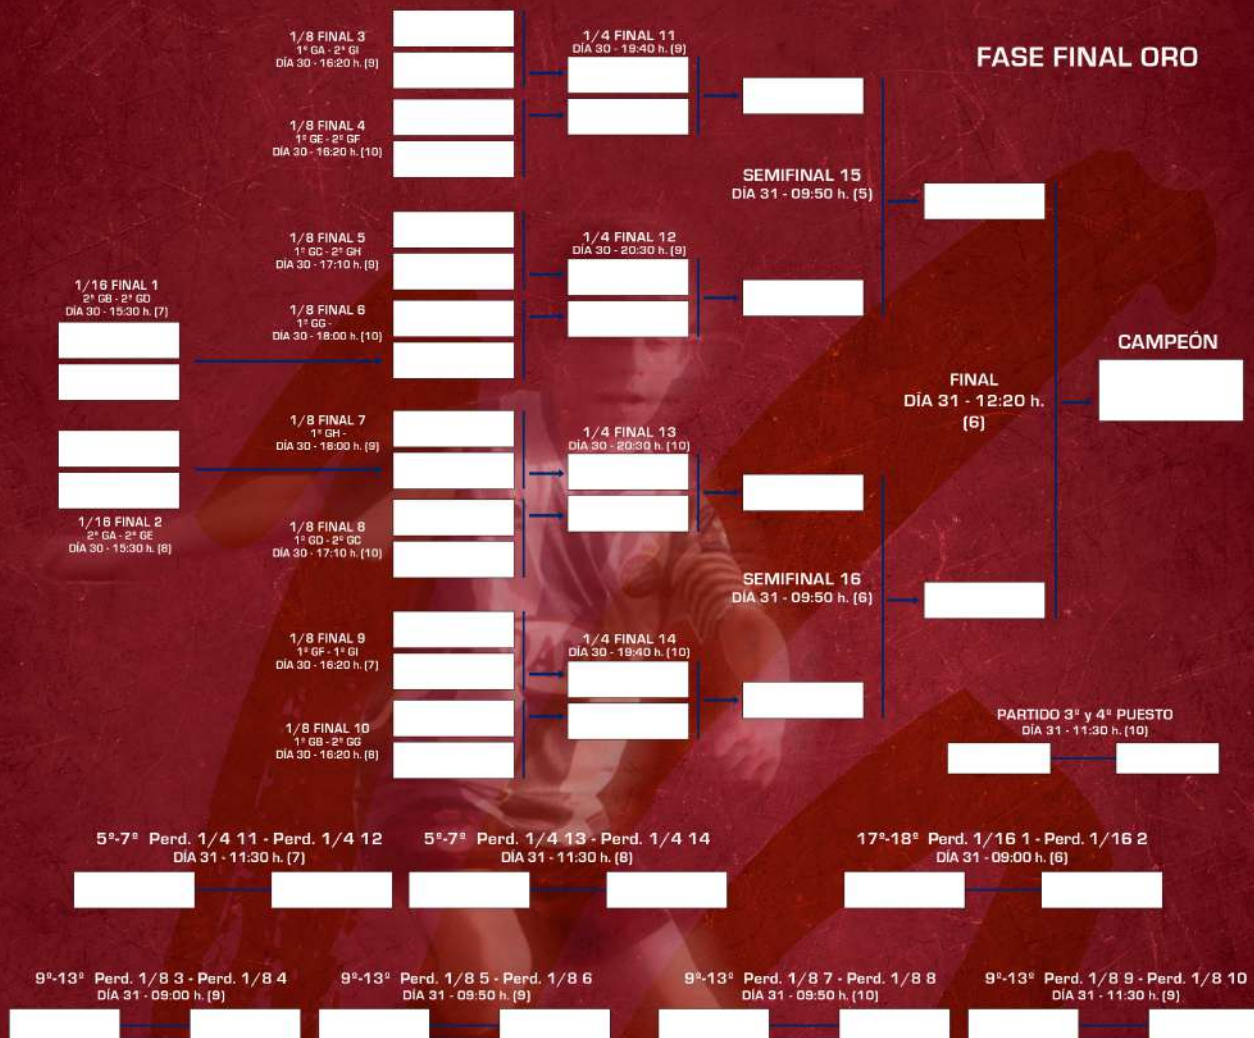 FASE FINAL ORO
1/16 FINAL 1
2º GB - 2º GD
DÍA 30 - 15:30 h. (7)
1/16 FINAL 2
2º GA - 2º GE
DÍA 30 - 15:30 h. (8)
1/8 FINAL 3
1º GA - 2º GI
DÍA 30 - 16:20 h. (9)
1/8 FINAL 4
1º GE - 2º GF
DÍA 30 - 16:20 h. (10)
1/8 FINAL 5
1º GC - 2º GH
DÍA 30 - 17:10 h. (9)
1/8 FINAL 6
1º GG -
DÍA 30 - 18:00 h. (10)
1/8 FINAL 7
1º GH -
DÍA 30 - 18:00 h. (9)
1/8 FINAL 8
1º GD - 2º GC
DÍA 30 - 17:10 h. (10)
1/8 FINAL 9
1º GF - 1º GI
DÍA 30 - 16:20 h. (7)
1/8 FINAL 10
1º GB - 2º GG
DÍA 30 - 16:20 h. (8)
1/4 FINAL 11
DÍA 30 - 19:40 h. (9)
1/4 FINAL 12
DÍA 30 - 20:30 h. (9)
1/4 FINAL 13
DÍA 30 - 20:30 h. (10)
1/4 FINAL 14
DÍA 30 - 19:40 h. (10)
SEMIFINAL 15
DÍA 31 - 09:50 h. (5)
SEMIFINAL 16
DÍA 31 - 09:50 h. (6)
FINAL
DÍA 31 - 12:20 h.
(6)
CAMPEÓN
PARTIDO 3º y 4º PUESTO
DÍA 31 - 11:30 h. (10)
5º-7º Perd. 1/4 11 - Perd. 1/4 12
DÍA 31 - 11:30 h. (7)
5º-7º Perd. 1/4 13 - Perd. 1/4 14
DÍA 31 - 11:30 h. (8)
17º-18º Perd. 1/16 1 - Perd. 1/16 2
DÍA 31 - 09:00 h. (6)
9º-13º Perd. 1/8 3 - Perd. 1/8 4
DÍA 31 - 09:00 h. (9)
9º-13º Perd. 1/8 5 - Perd. 1/8 6
DÍA 31 - 09:50 h. (9)
9º-13º Perd. 1/8 7 - Perd. 1/8 8
DÍA 31 - 09:50 h. (10)
9º-13º Perd. 1/8 9 - Perd. 1/8 10
DÍA 31 - 11:30 h. (9)